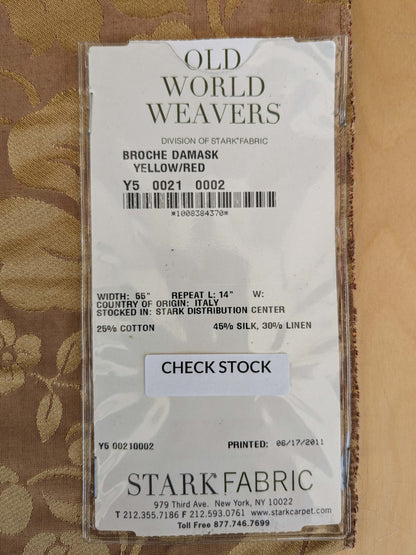 OLD
WORLD
WEAVERS
DIVISION OF STARK FABRIC
BROCHE DAMASK
YELLOW/RED
Y5 0021 0002
*1008384370*
WIDTH: 55" REPEAT L: 14" W:
COUNTRY OF ORIGIN: ITALY
STOCKED IN: STARK DISTRIBUTION CENTER
25% COTTON 45% SILK, 30% LINEN
CHECK STOCK
Y5 00210002 PRINTED: 06/17/2011
STARK FABRIC
979 Third Ave. New York, NY 10022
T 212.355.7186 F 212.593.0761 www.starkcarpet.com
Toll Free 877.746.7699